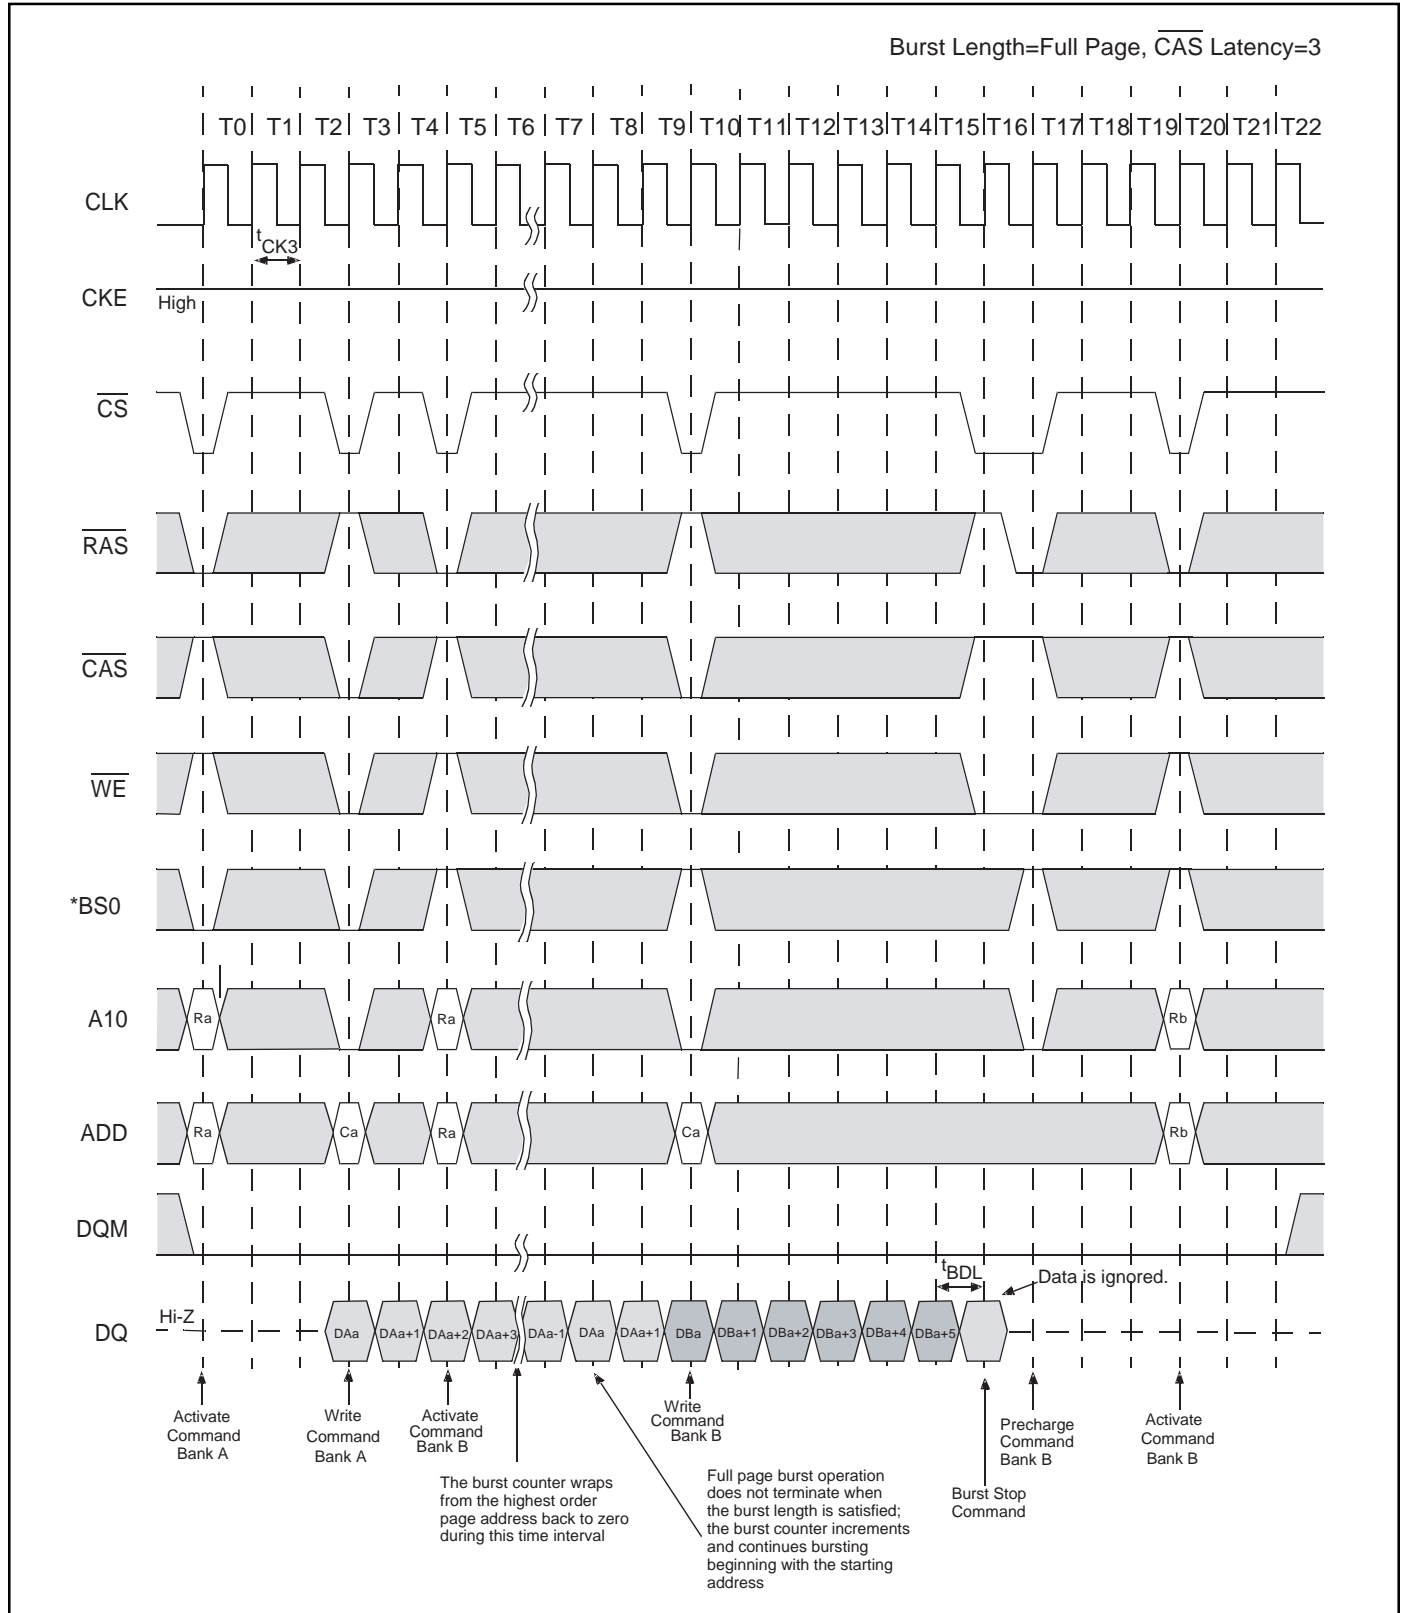 Burst Length=Full Page, CAS Latency=3
T0 T1 T2 T3 T4 T5 T6 T7 T8 T9 T10 T11 T12 T13 T14 T15 T16 T17 T18 T19 T20 T21 T22
CLK
tCK3
CKE
High
CS
RAS
CAS
WE
*BS0
A10
Ra Ra Rb
ADD
Ra Ca Ra Ca Rb
DQM
tBDL
Data is ignored.
Hi-Z
DQ
DAa DAa+1 DAa+2 DAa+3 DAa-1 DAa DAa+1 DBa DBa+1 DBa+2 DBa+3 DBa+4 DBa+5
Activate
Command
Bank A
Write
Command
Bank A
Activate
Command
Bank B
Write
Command
Bank B
Precharge
Command
Bank B
Activate
Command
Bank B
The burst counter wraps
from the highest order
page address back to zero
during this time interval
Full page burst operation
does not terminate when
the burst length is satisfied;
the burst counter increments
and continues bursting
beginning with the starting
address
Burst Stop
Command